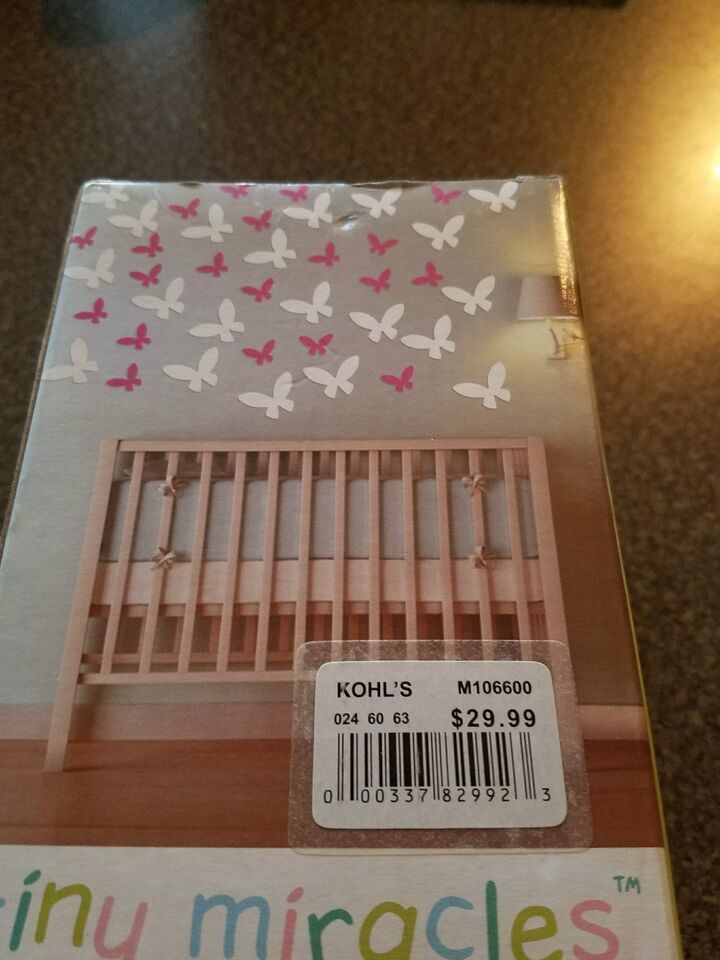 KOHL'S M106600
024 60 63 $29.99
0 00337 82992 3
tiny miracles™